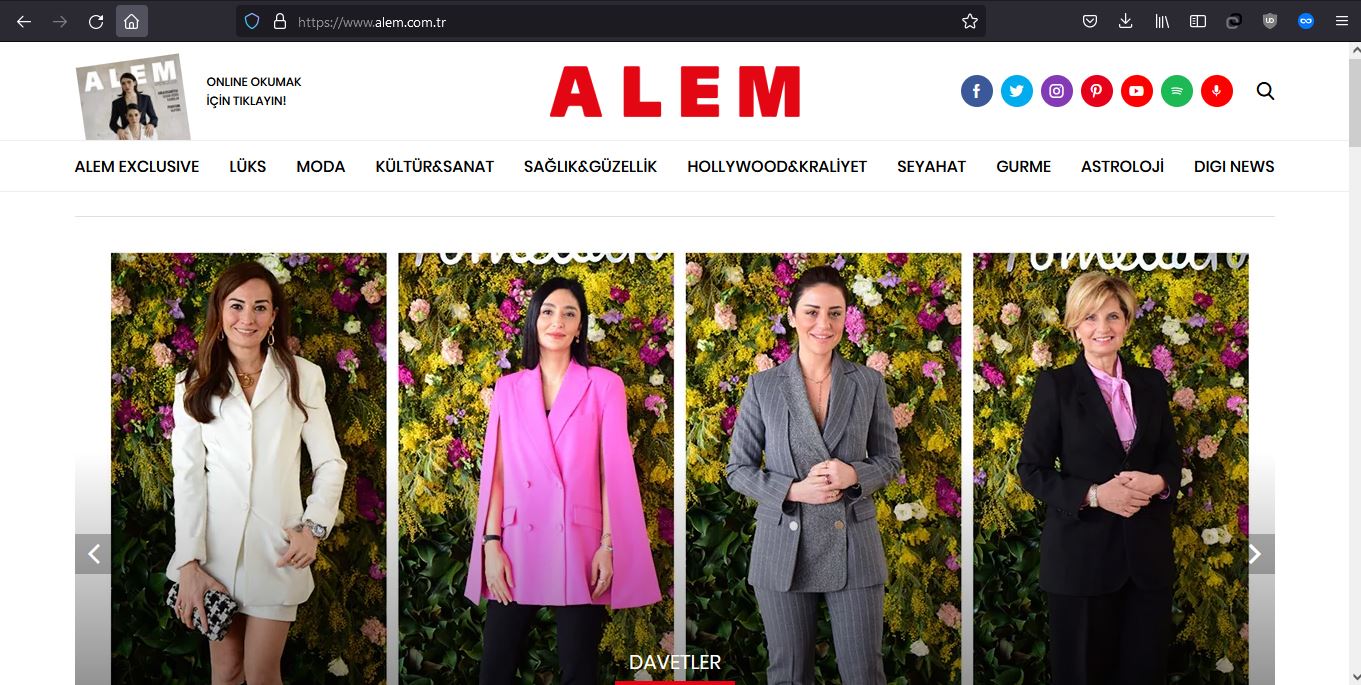 https://www.alem.com.tr
ALEM
ONLINE OKUMAK
İÇİN TIKLAYIN!
ALEM
ALEM EXCLUSIVE LÜKS MODA KÜLTÜR&SANAT SAĞLIK&GÜZELLİK HOLLYWOOD&KRALİYET SEYAHAT GURME ASTROLOJİ DIGI NEWS
DAVETLER